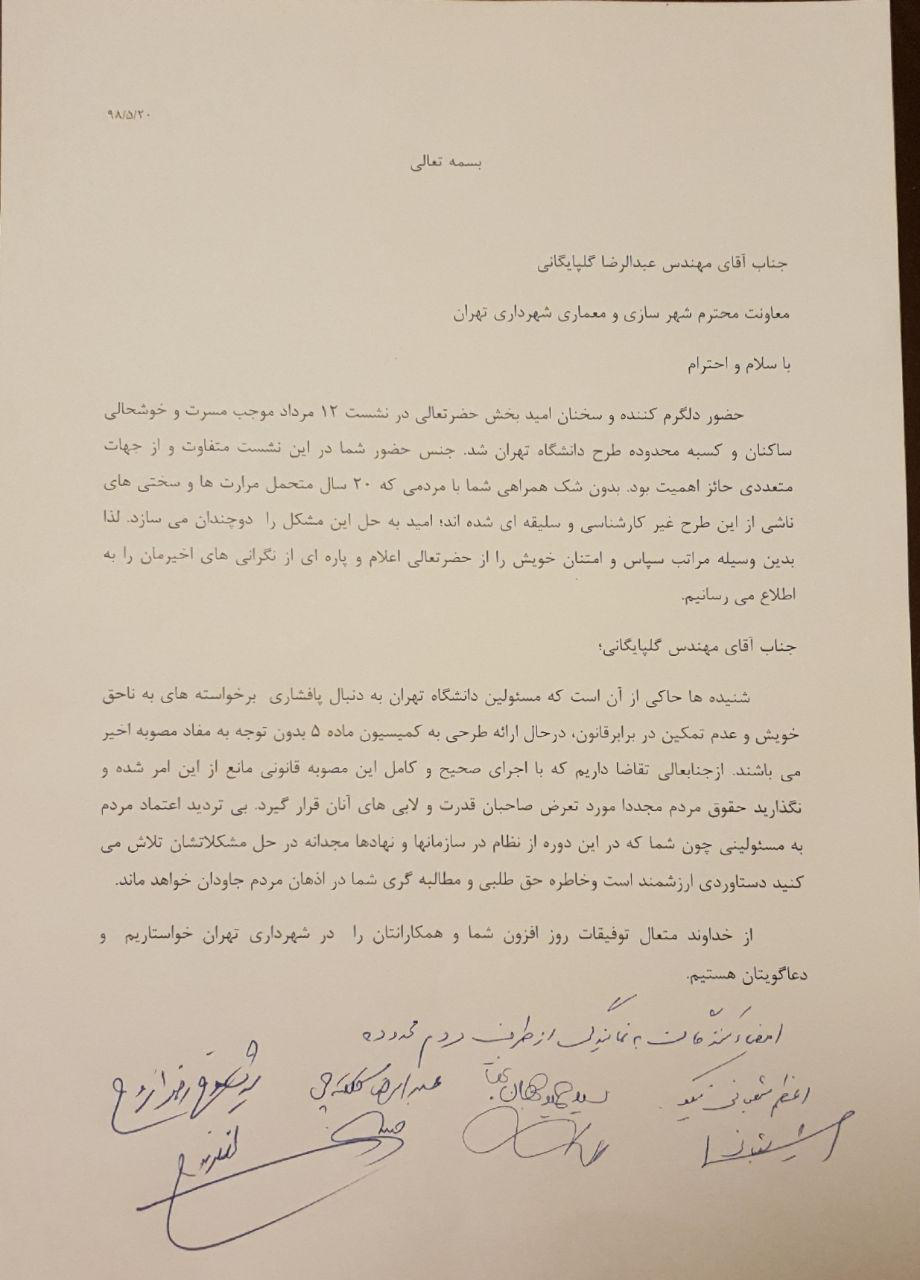 ۹۸/۵/۲۰
بسمه تعالی
جناب آقای مهندس عبدالرضا گلپایگانی
معاونت محترم شهر سازی و معماری شهرداری تهران
با سلام و احترام
حضور دلگرم کننده و سخنان امید بخش حضرتعالی در نشست ۱۲ مرداد موجب مسرت و خوشحالی
ساکنان و کسبه محدوده طرح دانشگاه تهران شد. جنس حضور شما در این نشست متفاوت و از جهات
متعددی حائز اهمیت بود. بدون شک همراهی شما با مردمی که ۲۰ سال متحمل مرارت ها و سختی های
ناشی از این طرح غیر کارشناسی و سلیقه ای شده اند؛ امید به حل این مشکل را دوچندان می سازد. لذا
بدین وسیله مراتب سپاس و امتنان خویش را از حضرتعالی اعلام و پاره ای از نگرانی های اخیرمان را به
اطلاع می رسانیم.
جناب آقای مهندس گلپایگانی؛
شنیده ها حاکی از آن است که مسئولین دانشگاه تهران به دنبال پافشاری برخواسته های به ناحق
خویش و عدم تمکین در برابرقانون، درحال ارائه طرحی به کمیسیون ماده ۵ بدون توجه به مفاد مصوبه اخیر
می باشند. ازجنابعالی تقاضا داریم که با اجرای صحیح و کامل این مصوبه قانونی مانع از این امر شده و
نگذارید حقوق مردم مجددا مورد تعرض صاحبان قدرت و لابی های آنان قرار گیرد. بی تردید اعتماد مردم
به مسئولینی چون شما که در این دوره از نظام در سازمانها و نهادها مجدانه در حل مشکلاتشان تلاش می
کنید دستاوردی ارزشمند است وخاطره حق طلبی و مطالبه گری شما در اذهان مردم جاودان خواهد ماند.
از خداوند متعال توفیقات روز افزون شما و همکارانتان را در شهرداری تهران خواستاریم و
دعاگویتان هستیم.
امضاء کنندگان به نمایندگی از طرف مردم محدوده
اعظم شعبانی نیکو
سید
عبدالرضا